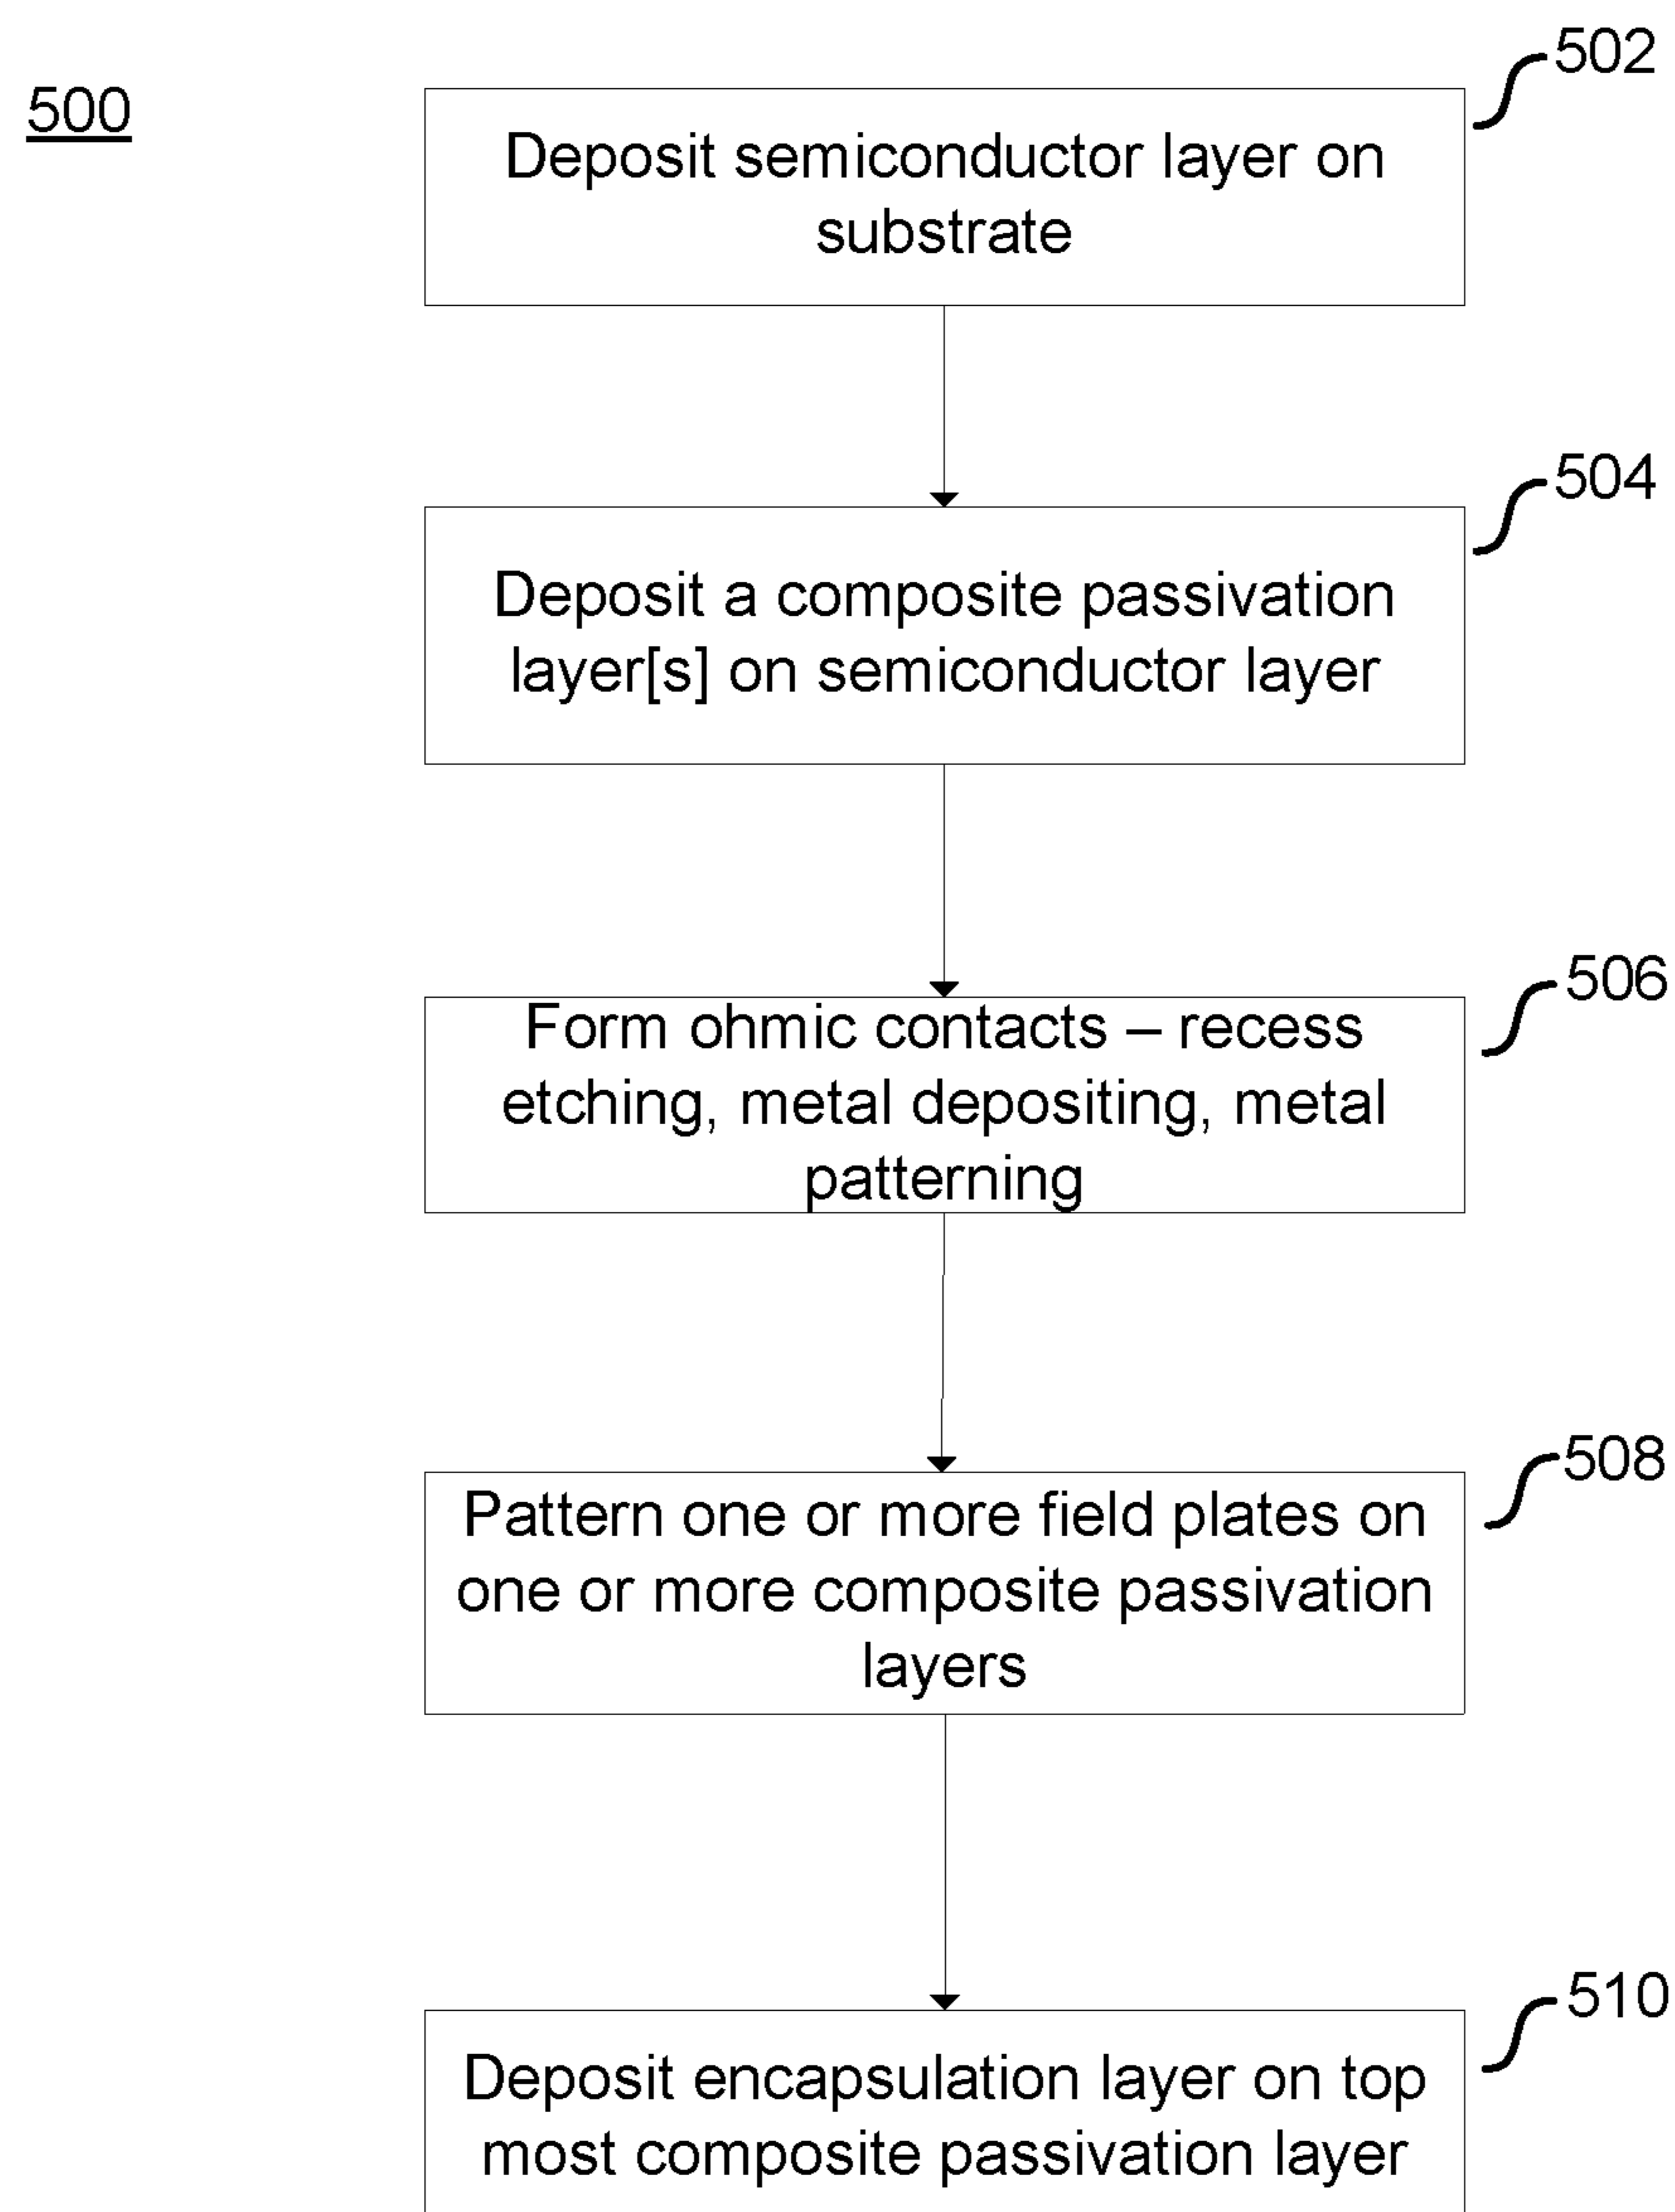 500
502
Deposit semiconductor layer on
substrate
504
Deposit a composite passivation
layer[s] on semiconductor layer
506
Form ohmic contacts – recess
etching, metal depositing, metal
patterning
508
Pattern one or more field plates on
one or more composite passivation
layers
510
Deposit encapsulation layer on top
most composite passivation layer